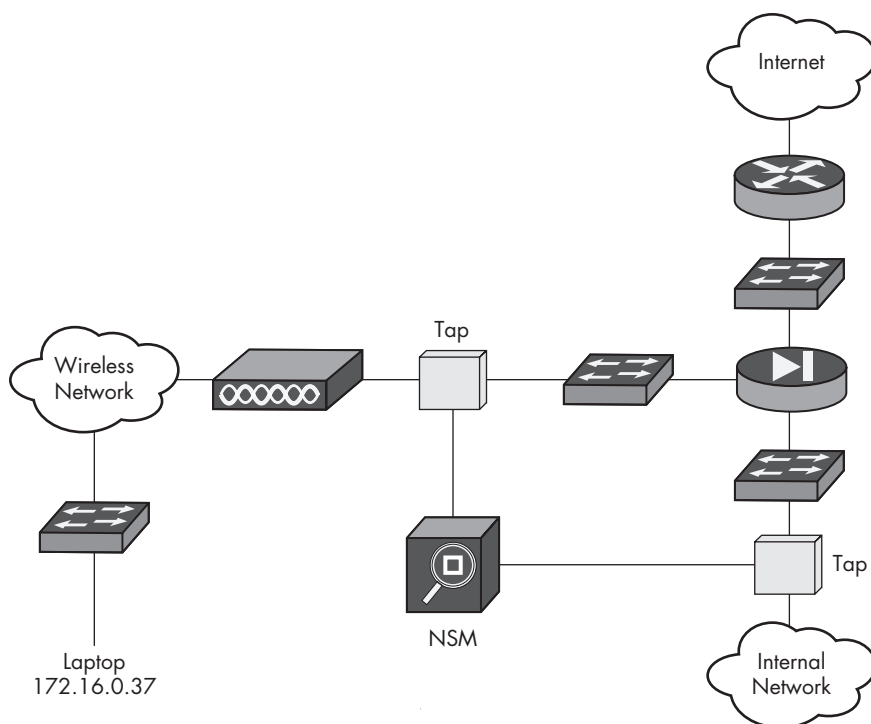 Internet
Tap
Wireless
Network
Tap
NSM
Laptop
172.16.0.37
Internal
Network